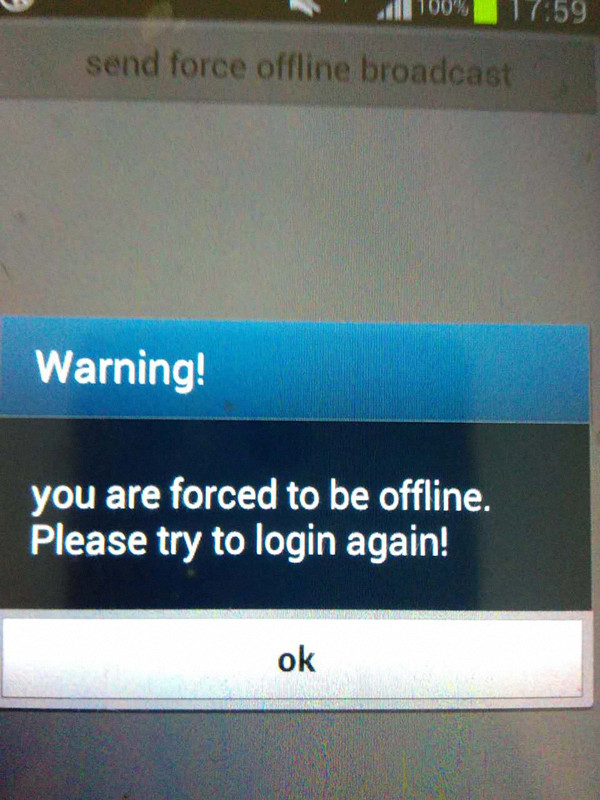 100% 17:59
send force offline broadcast
Warning!
you are forced to be offline.
Please try to login again!
ok